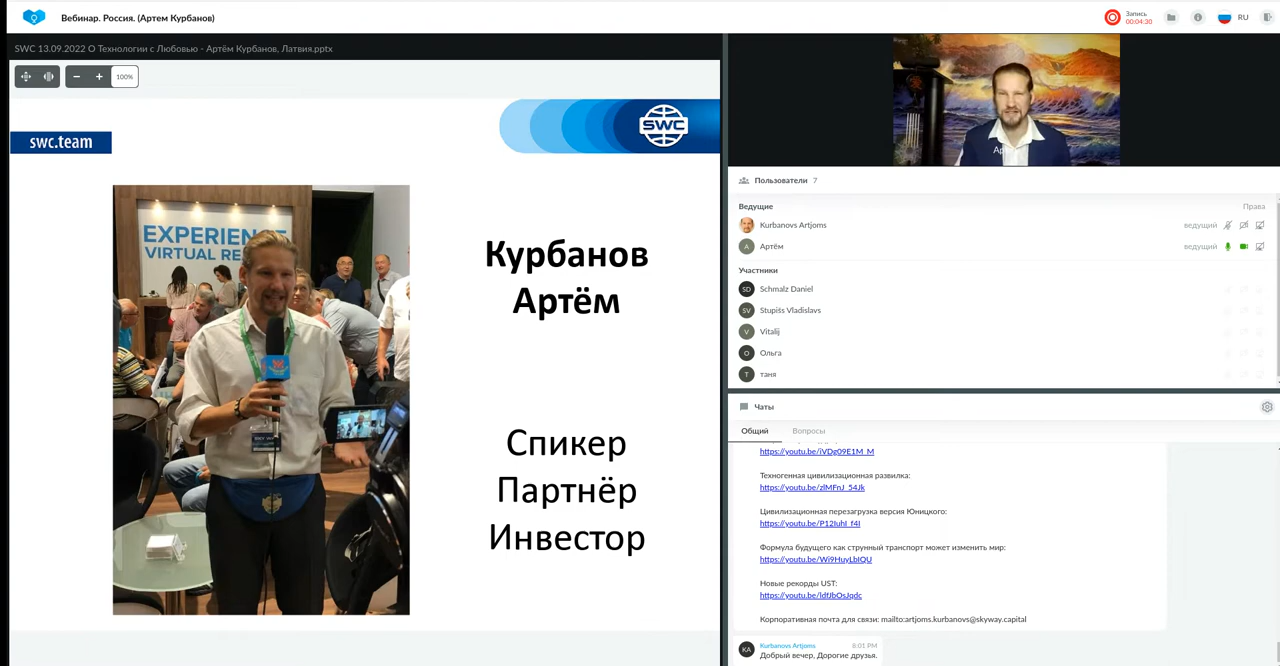 Вебинар. Россия. (Артем Курбанов)
Запись
00:04:30
RU
SWC 13.09.2022 О Технологии с Любовью - Артём Курбанов, Латвия.pptx
100%
swc.team
SWC
EXPERIENCE
VIRTUAL RE
SKY WAY
Курбанов
Артём
Спикер
Партнёр
Инвестор
Ар
Пользователи 7
Ведущие
Права
Kurbanovs Artjoms
ведущий
A
Артём
ведущий
Участники
SD
Schmalz Daniel
SV
Stupišs Vladislavs
V
Vitalij
О
Ольга
Т
таня
Чаты
Общий
Вопросы
https://youtu.be/iVDg09E1M_M
Техногенная цивилизационная развилка:
https://youtu.be/zlMFnJ_54Jk
Цивилизационная перезагрузка версия Юницкого:
https://youtu.be/P12IuhI_f4I
Формула будущего как струнный транспорт может изменить мир:
https://youtu.be/Wi9HuyLbIQU
Новые рекорды UST:
https://youtu.be/ldfJbOsJqdc
Корпоративная почта для связи: mailto:artjoms.kurbanovs@skyway.capital
KA
Kurbanovs Artjoms
8:01 PM
Добрый вечер, Дорогие друзья.